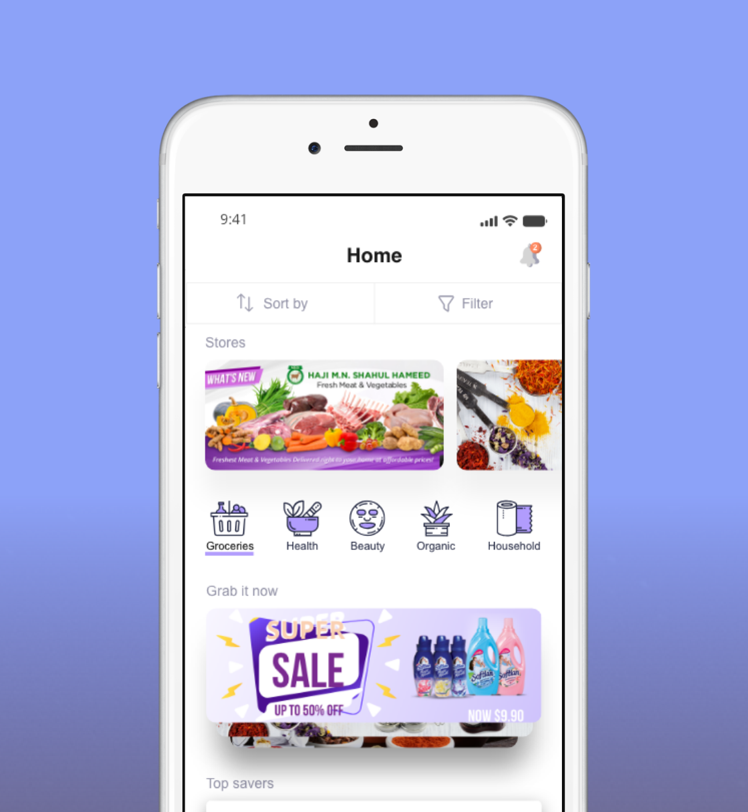 9:41
Home
2
Sort by
Filter
Stores
WHAT'S NEW
HAJI M.N. SHAHUL HAMEED
Fresh Meat & Vegetables
Freshest Meat & Vegetables Delivered right to your home at affordable prices!
Groceries
Health
Beauty
Organic
Household
Grab it now
SUPER
SALE
UP TO 50% OFF
Softlan
Softlan
NOW $9.90
Top savers